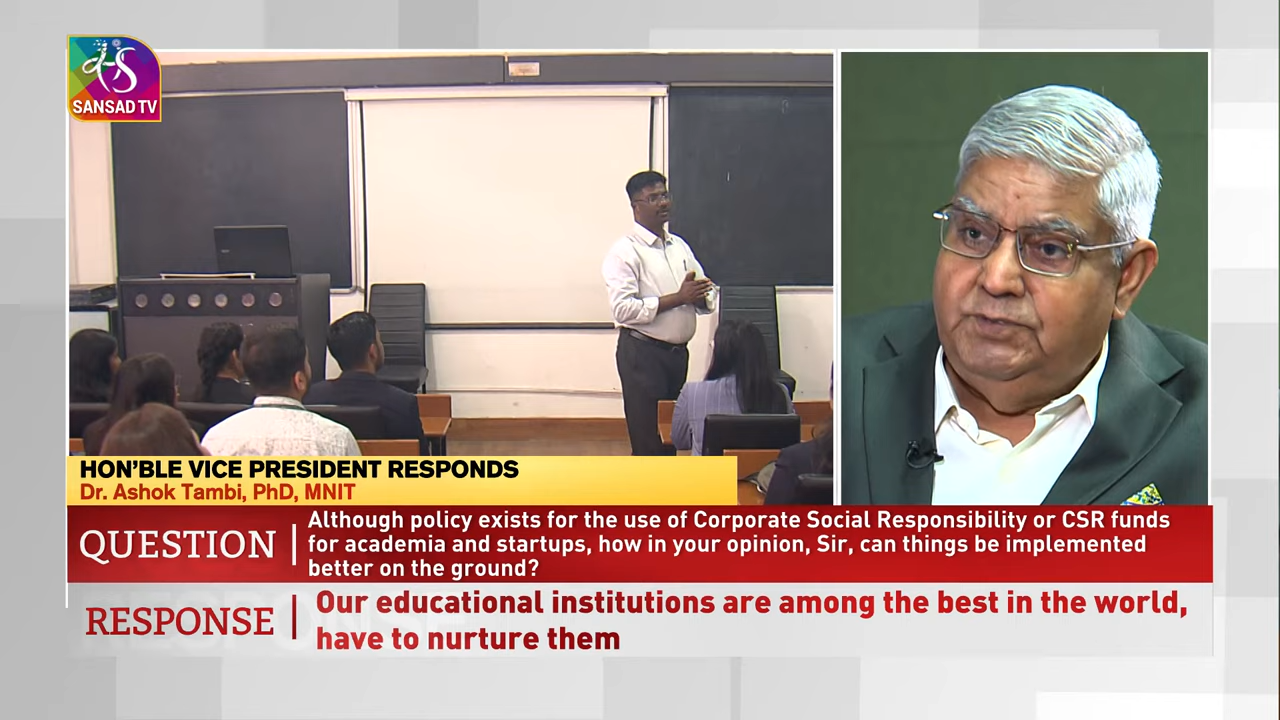 SANSAD TV
HON'BLE VICE PRESIDENT RESPONDS
Dr. Ashok Tambi, PhD, MNIT
QUESTION
Although policy exists for the use of Corporate Social Responsibility or CSR funds
for academia and startups, how in your opinion, Sir, can things be implemented
better on the ground?
RESPONSE
Our educational institutions are among the best in the world,
have to nurture them